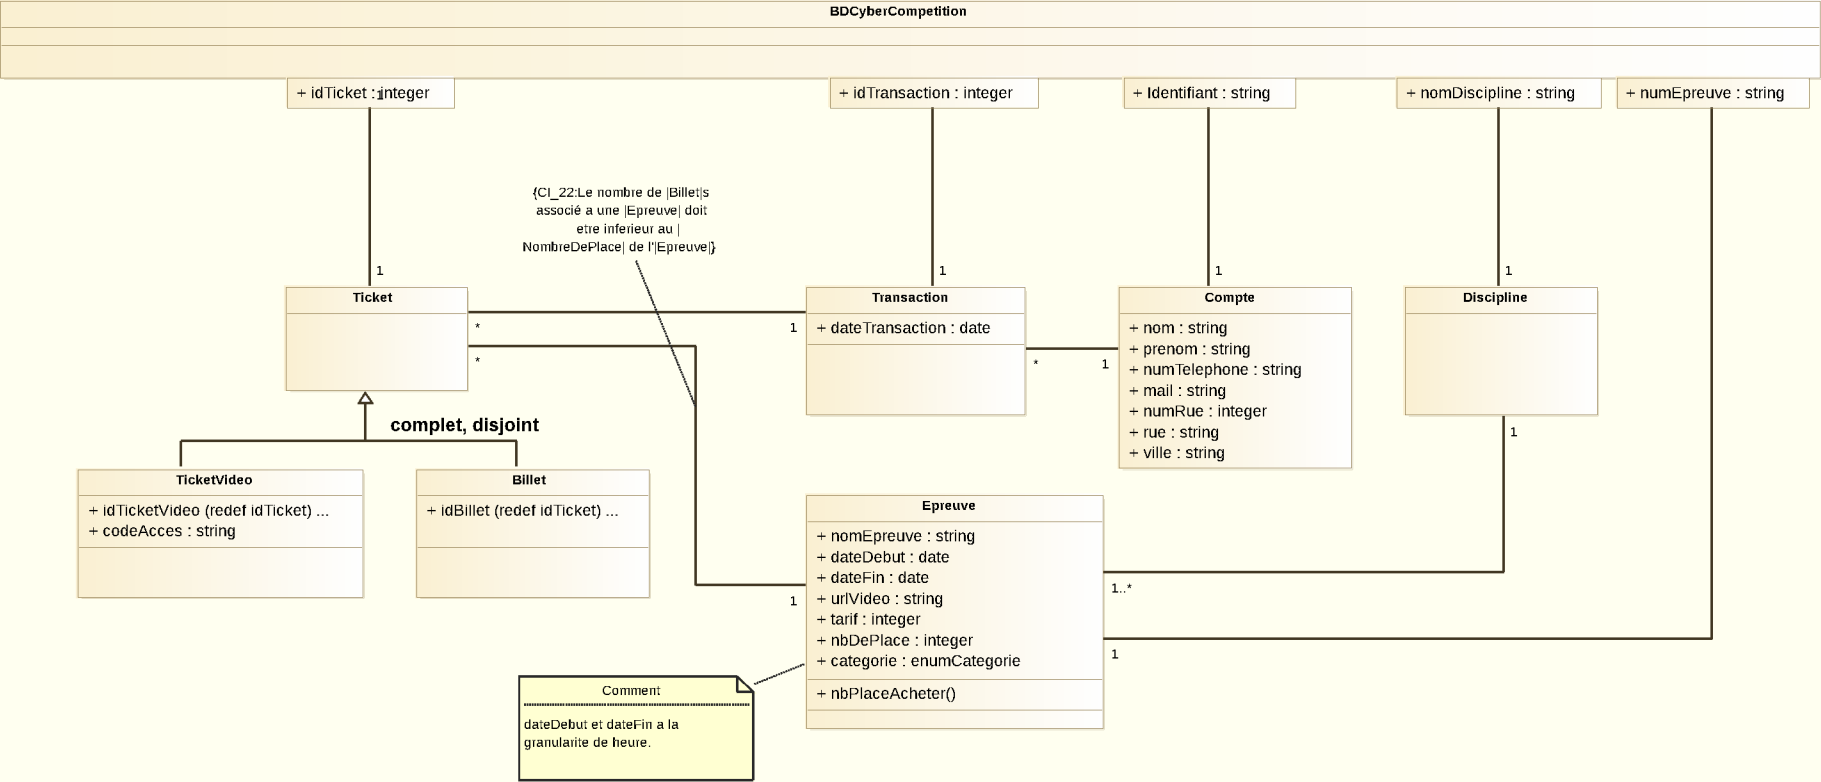 BDCyberCompetition
+ idTicket : integer
1
+ idTransaction : integer
+ Identifiant : string
+ nomDiscipline : string
+ numEpreuve : string
{CI_22:Le nombre de |Billet|s
associé a une |Epreuve| doit
etre inferieur au |
NombreDePlace| de l'|Epreuve|}
1
1
1
1
Ticket
*
1
*
Transaction
+ dateTransaction : date
*
1
Compte
+ nom : string
+ prenom : string
+ numTelephone : string
+ mail : string
+ numRue : integer
+ rue : string
+ ville : string
Discipline
1
complet, disjoint
TicketVideo
+ idTicketVideo (redef idTicket) ...
+ codeAcces : string
Billet
+ idBillet (redef idTicket) ...
Epreuve
+ nomEpreuve : string
+ dateDebut : date
+ dateFin : date
+ urlVideo : string
+ tarif : integer
+ nbDePlace : integer
+ categorie : enumCategorie
+ nbPlaceAcheter()
1
1..*
1
Comment
dateDebut et dateFin a la
granularite de heure.